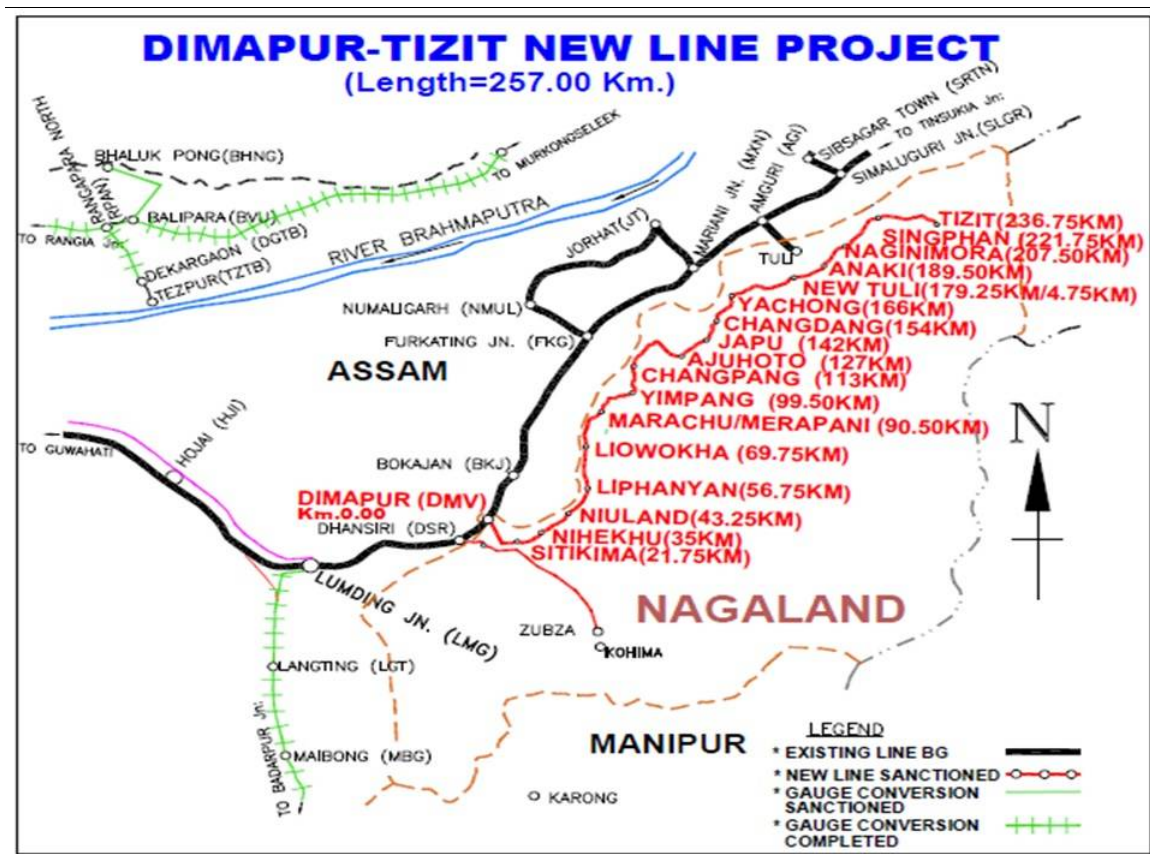 DIMAPUR-TIZIT NEW LINE PROJECT
(Length=257.00 Km.)
RANGAPARA NORTH
(RPAN)
BHALUK PONG(BHNG)
BALIPARA(BVU)
TO RANGIA Jn:
DEKARGAON (DGTB)
TEZPUR(TZTB)
TO MURKONGSELEEK
RIVER BRAHMAPUTRA
JORHAT(JT)
MARIANI JN. (MXN)
AMGURI (AGI)
SIBSAGAR TOWN (SRTN)
TO TINSUKIA Jn:
SIMALUGURI JN.(SLGR)
TULI
NUMALIGARH (NMUL)
FURKATING JN. (FKG)
ASSAM
TIZIT(236.75KM)
SINGPHAN (221.75KM)
NAGINIMORA(207.50KM)
ANAKI(189.50KM)
NEW TULI(179.25KM/4.75KM)
YACHONG(166KM)
CHANGDANG(154KM)
JAPU (142KM)
AJUHOTO (127KM)
CHANGPANG (113KM)
YIMPANG (99.50KM)
MARACHU/MERAPANI (90.50KM)
LIOWOKHA (69.75KM)
LIPHANYAN(56.75KM)
NIULAND(43.25KM)
NIHEKHU(35KM)
SITIKIMA(21.75KM)
N
TO GUWAHATI
HOJAI (HJI)
BOKAJAN (BKJ)
DIMAPUR (DMV)
Km.0.00
DHANSIRI (DSR)
LUMDING JN. (LMG)
NAGALAND
ZUBZA
KOHIMA
LANGTING (LGT)
MAIBONG (MBG)
TO BADARPUR Jn:
MANIPUR
KARONG
LEGEND
* EXISTING LINE BG
* NEW LINE SANCTIONED
* GAUGE CONVERSION
SANCTIONED
* GAUGE CONVERSION
COMPLETED